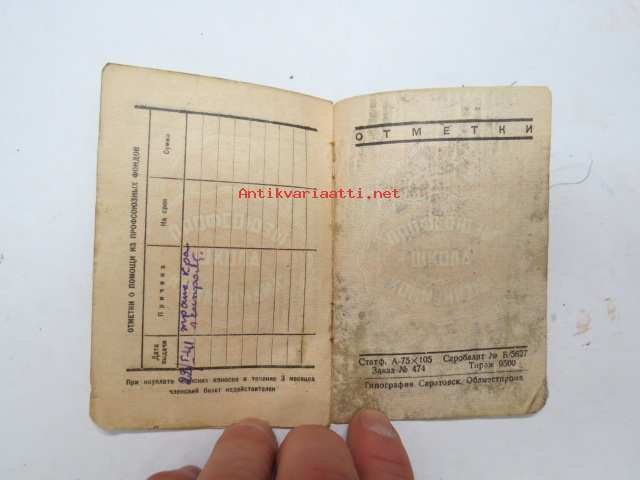 ОТМЕТКИ О ПОМОЩИ ИЗ ПРОФСОЮЗНЫХ ФОНДОВ
Дата выдачи
Причина
На срок
Сумма
При неуплате членских взносов в течение 3 месяцев
членский билет недействителен
ОТМЕТКИ
Antikvariaatti.net
Статф. А-75×105 Саробллит № Б/5627
Заказ № 474 Тираж 9500
Типография Саратовск. Облместпрома